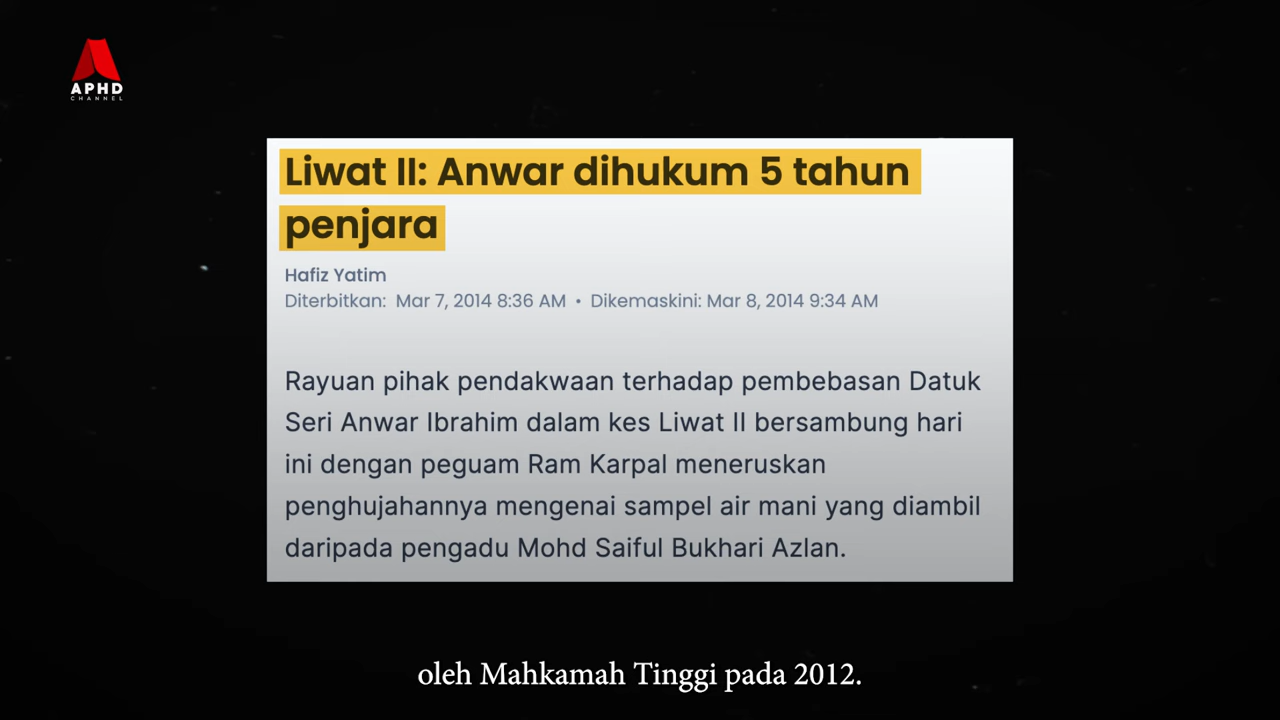 APHD
CHANNEL
Liwat II: Anwar dihukum 5 tahun
penjara
Hafiz Yatim
Diterbitkan: Mar 7, 2014 8:36 AM • Dikemaskini: Mar 8, 2014 9:34 AM
Rayuan pihak pendakwaan terhadap pembebasan Datuk
Seri Anwar Ibrahim dalam kes Liwat II bersambung hari
ini dengan peguam Ram Karpal meneruskan
penghujahannya mengenai sampel air mani yang diambil
daripada pengadu Mohd Saiful Bukhari Azlan.
oleh Mahkamah Tinggi pada 2012.